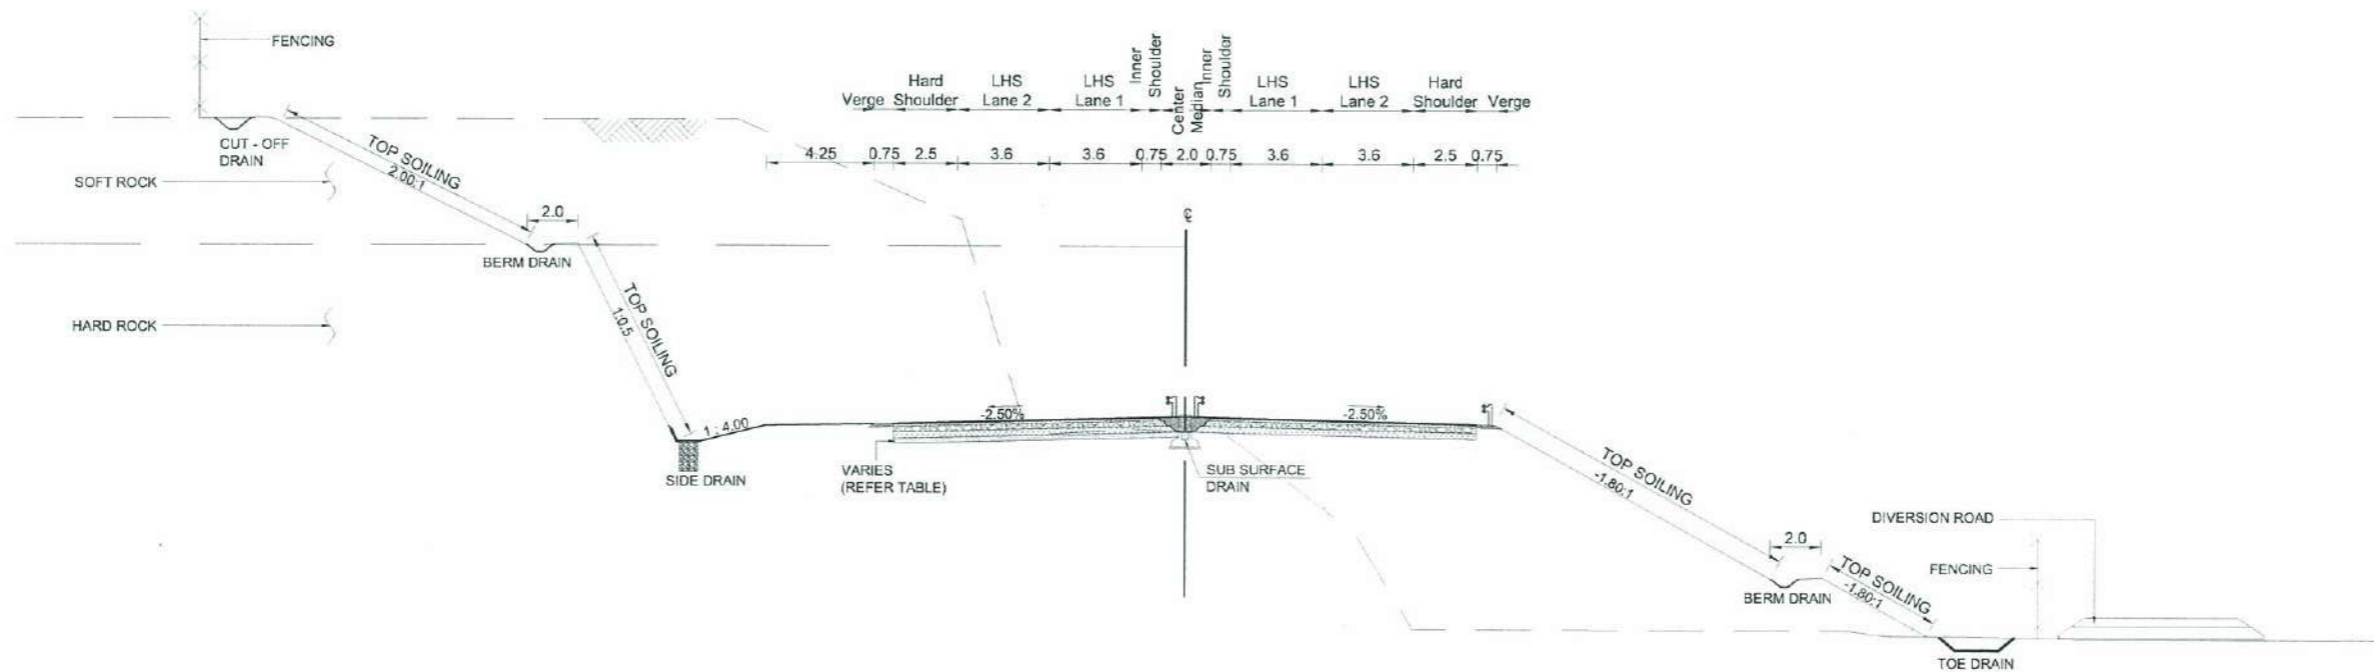 FENCING
Verge
Hard
Shoulder
LHS
Lane 2
LHS
Lane 1
Inner
Shoulder
Center
Median
Inner
Shoulder
LHS
Lane 1
LHS
Lane 2
Hard
Shoulder
Verge
4.25 0.75 2.5 3.6 3.6 0.75 2.0 0.75 3.6 3.6 2.5 0.75
CUT - OFF
DRAIN
TOP SOILING
2.00:1
SOFT ROCK
2.0
BERM DRAIN
TOP SOILING
1:0.5
HARD ROCK
1 : 4.00
SIDE DRAIN
-2.50%
-2.50%
VARIES
(REFER TABLE)
SUB SURFACE
DRAIN
TOP SOILING
-1.80:1
DIVERSION ROAD
2.0
FENCING
TOP SOILING
-1.80:1
BERM DRAIN
TOE DRAIN